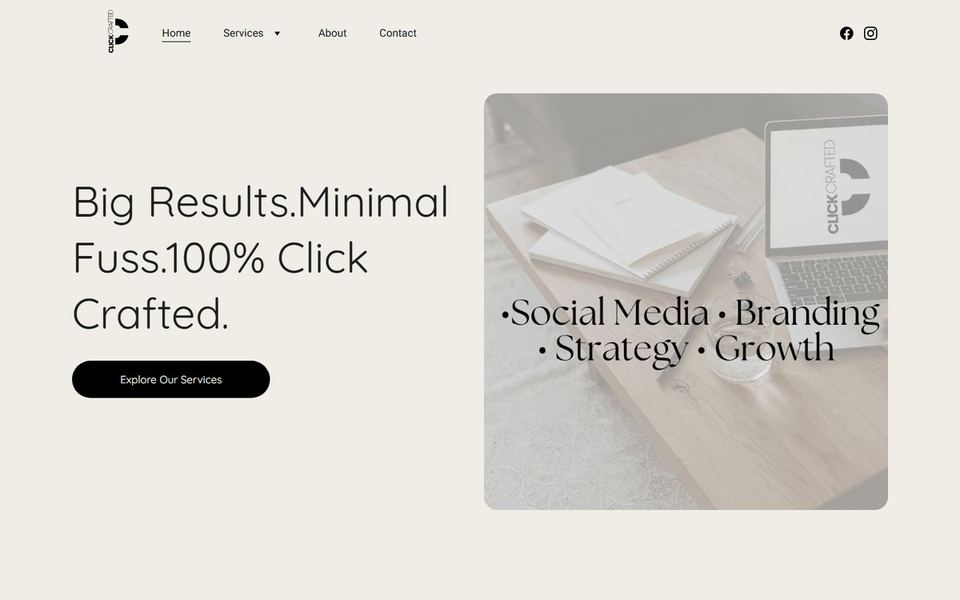 CLICKCRAFTED
Home
Services
About
Contact
Big Results.Minimal
Fuss.100% Click
Crafted.
Explore Our Services
CLICKCRAFTED
•Social Media • Branding
• Strategy • Growth